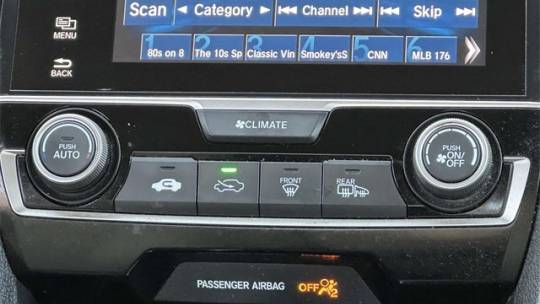 Scan Category Channel Skip
MENU
1 2 3 4 5 6
80s on 8 The 10s Sp Classic Vin Smokey'sS CNN MLB 176
BACK
CLIMATE
PUSH
AUTO
PUSH
ON/OFF
FRONT
REAR
PASSENGER AIRBAG OFF 2